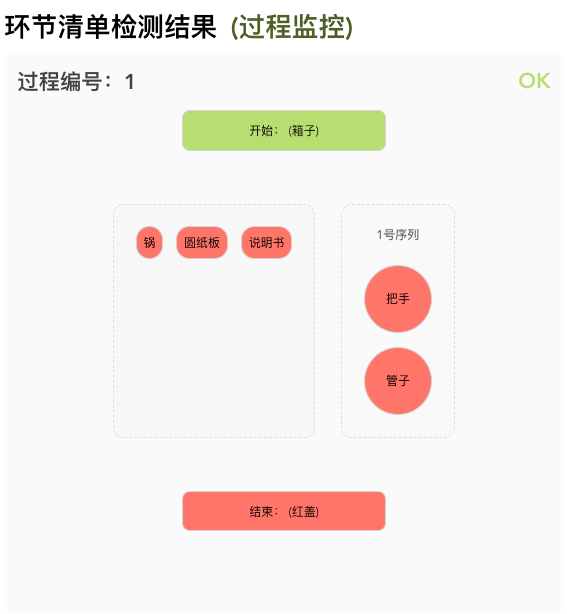 环节清单检测结果 (过程监控)
过程编号：1
OK
开始：(箱子)
锅
圆纸板
说明书
1号序列
把手
管子
结束：(红盖)